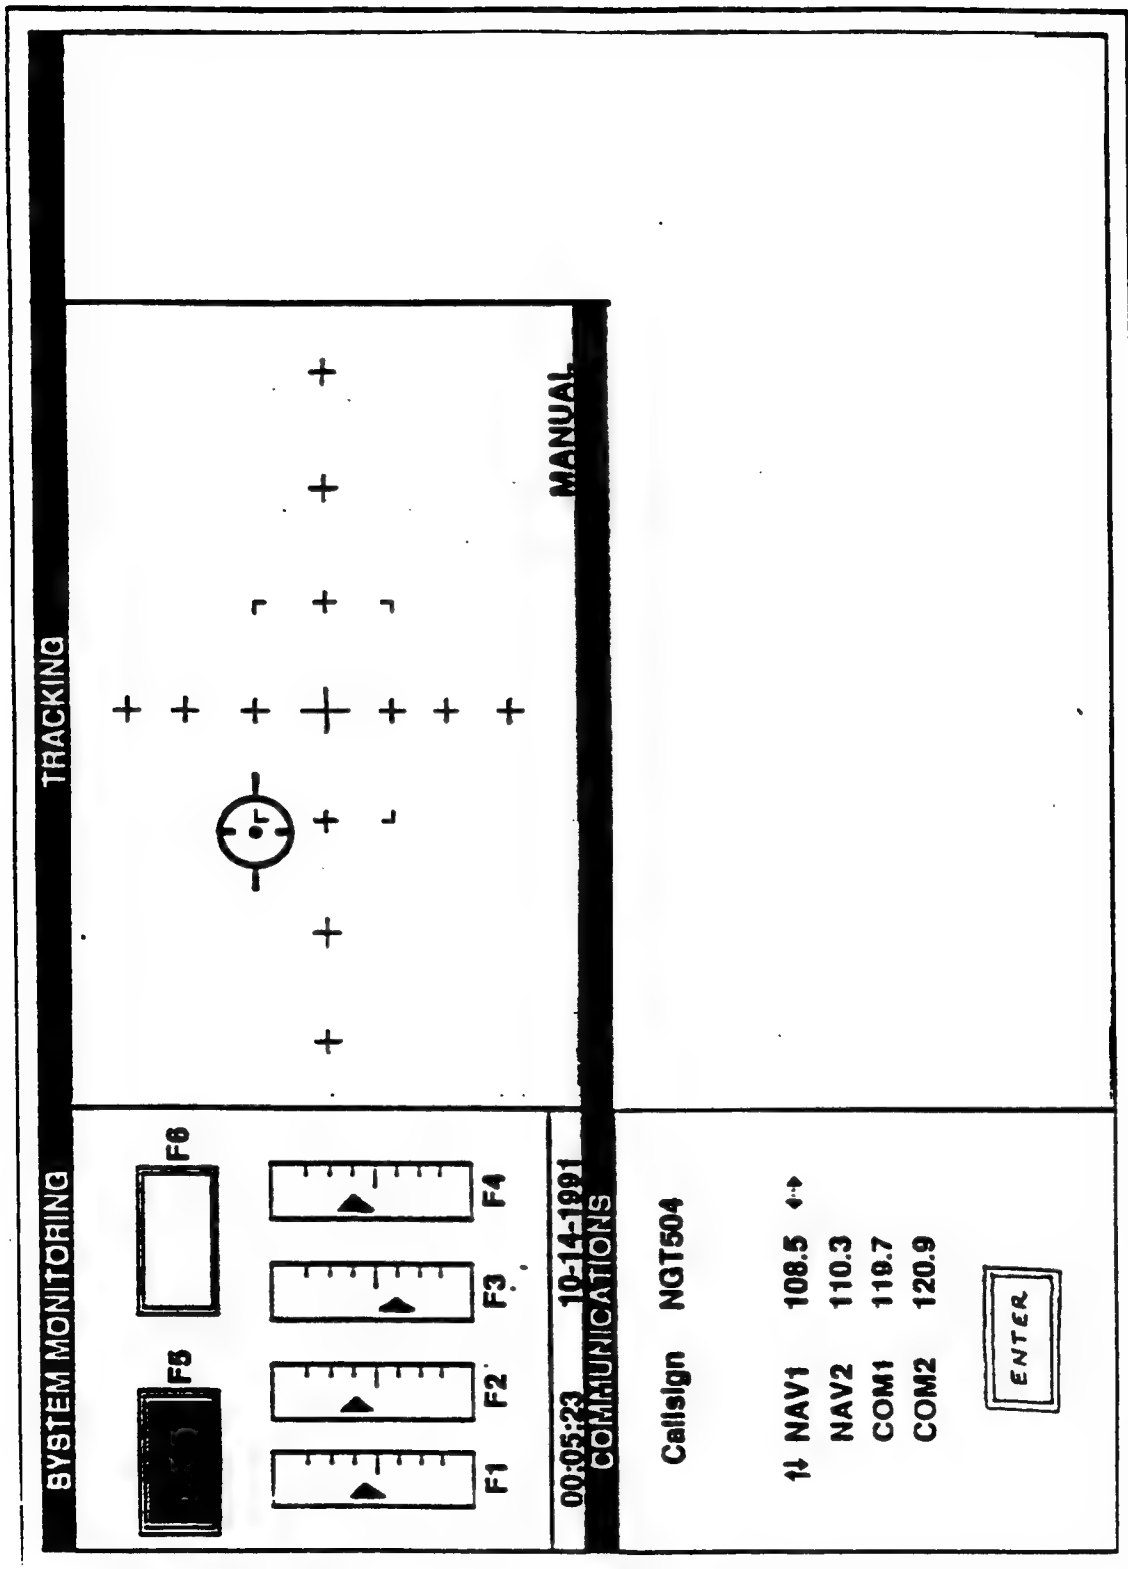 SYSTEM MONITORING
TRACKING
F5
F6
F1
F2
F3
F4
MANUAL
00:05:23
10-14-1991
COMMUNICATIONS
Callsign NGT504
NAV1 108.5
NAV2 110.3
COM1 119.7
COM2 120.9
ENTER